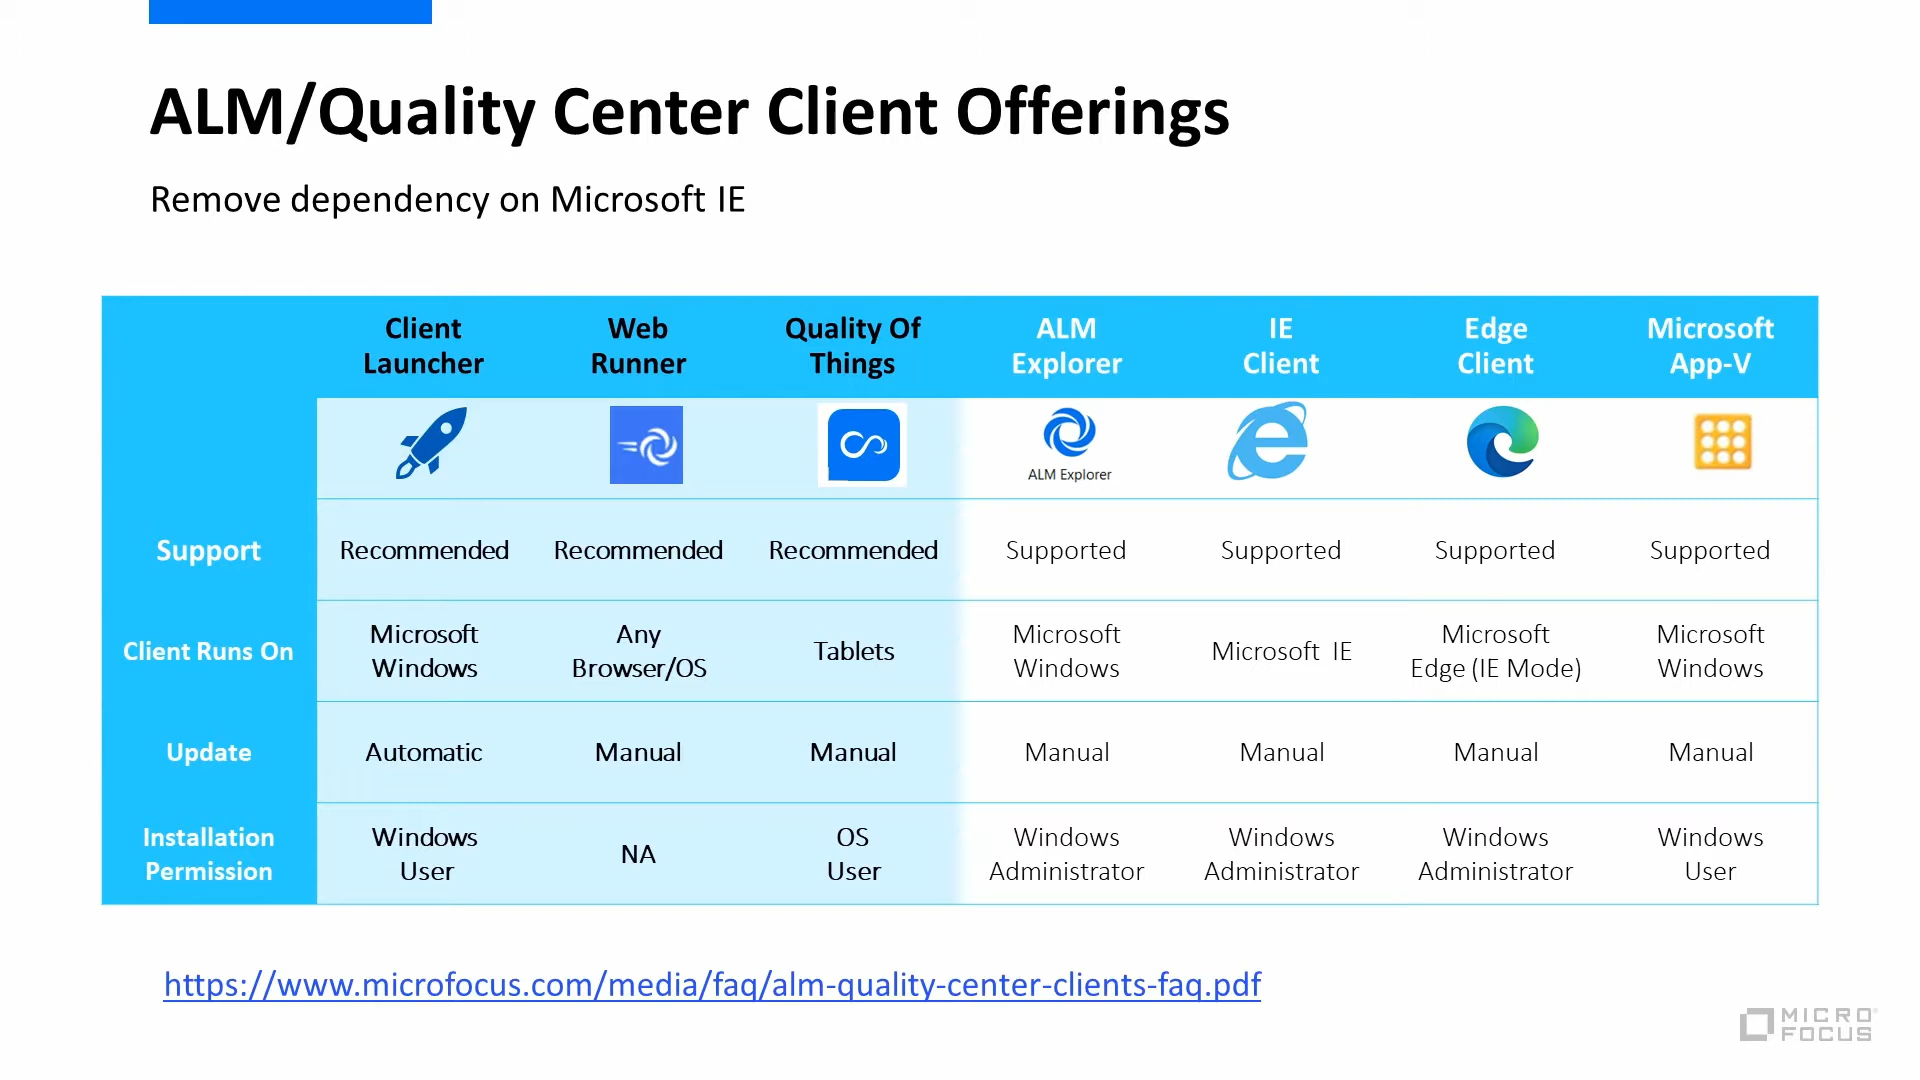 ALM/Quality Center Client Offerings
Remove dependency on Microsoft IE
Client Launcher
Web Runner
Quality Of Things
ALM Explorer
IE Client
Edge Client
Microsoft App-V
ALM Explorer
Support
Recommended
Recommended
Recommended
Supported
Supported
Supported
Supported
Client Runs On
Microsoft Windows
Any Browser/OS
Tablets
Microsoft Windows
Microsoft IE
Microsoft Edge (IE Mode)
Microsoft Windows
Update
Automatic
Manual
Manual
Manual
Manual
Manual
Manual
Installation Permission
Windows User
NA
OS User
Windows Administrator
Windows Administrator
Windows Administrator
Windows User
https://www.microfocus.com/media/faq/alm-quality-center-clients-faq.pdf
MICRO
FOCUS